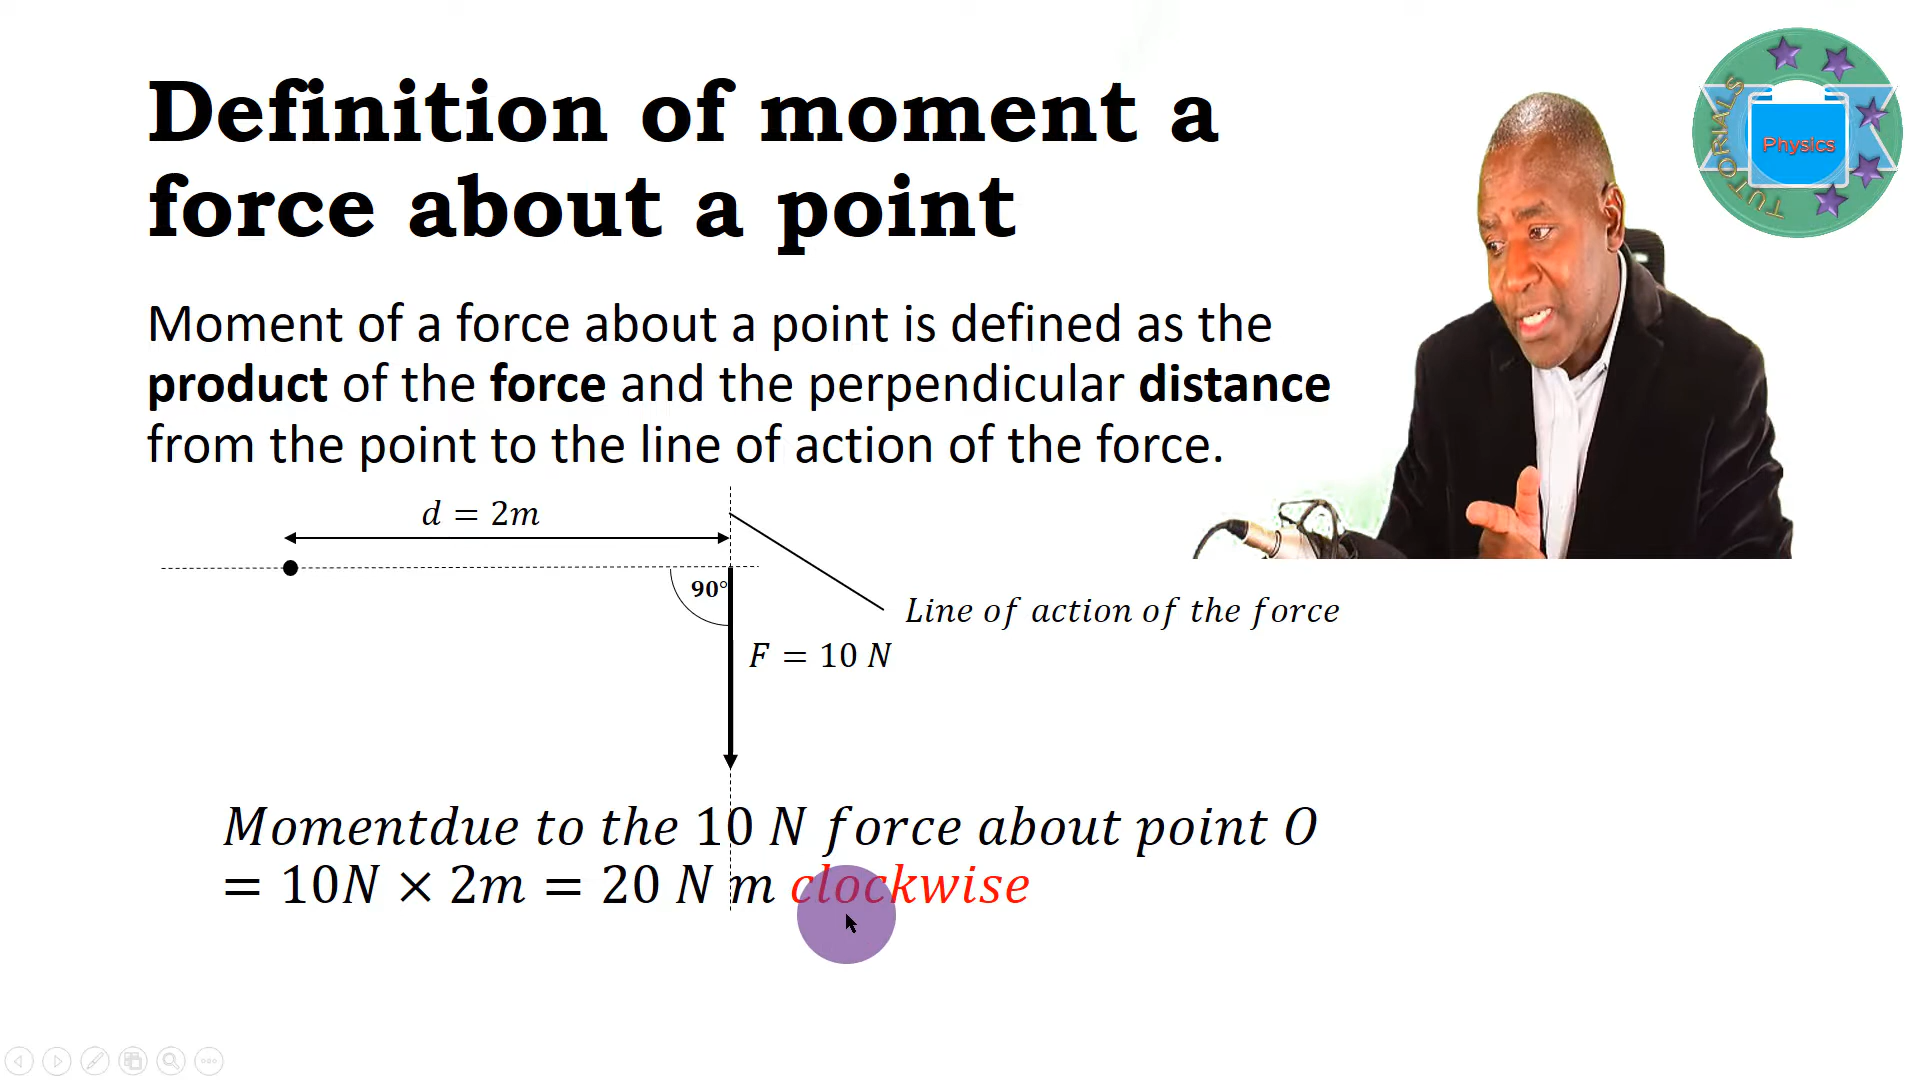 Definition of moment a
force about a point
TUTORIALS
Physics
Moment of a force about a point is defined as the
product of the force and the perpendicular distance
from the point to the line of action of the force.
d = 2m
90°
Line of action of the force
F = 10 N
Momentdue to the 10 N force about point O
= 10N × 2m = 20 N m clockwise